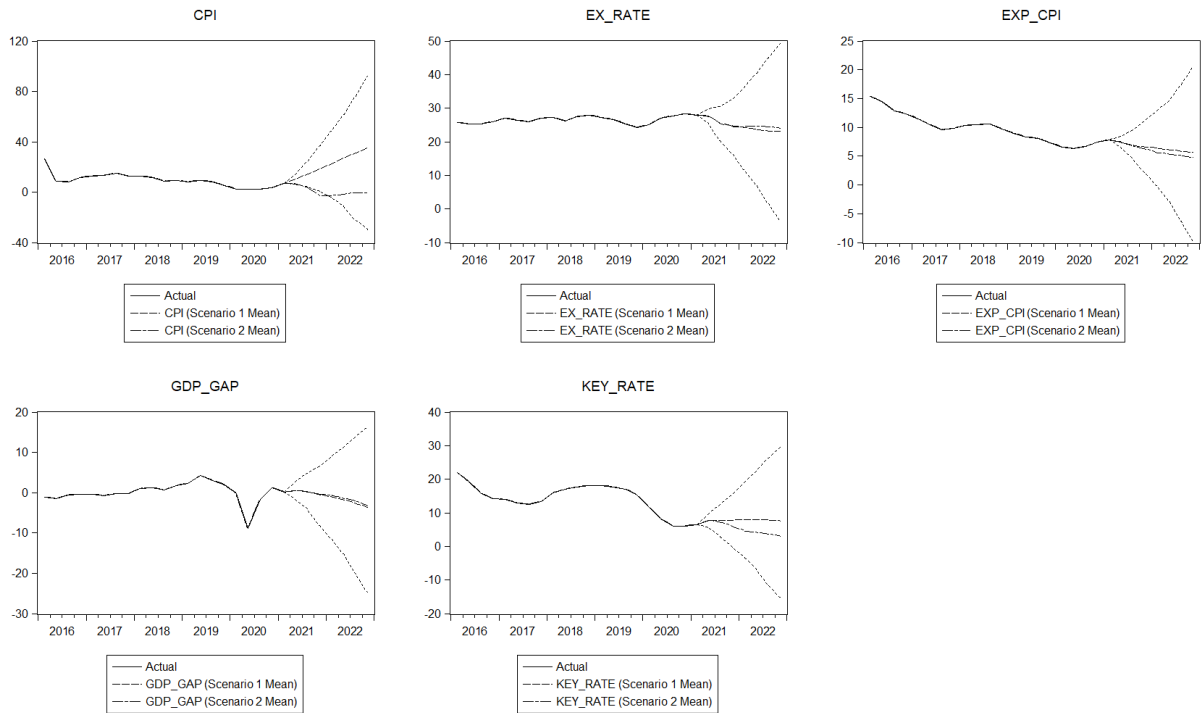 CPI
120
80
40
0
-40
2016 2017 2018 2019 2020 2021 2022
Actual
CPI (Scenario 1 Mean)
CPI (Scenario 2 Mean)
EX_RATE
50
40
30
20
10
0
-10
2016 2017 2018 2019 2020 2021 2022
Actual
EX_RATE (Scenario 1 Mean)
EX_RATE (Scenario 2 Mean)
EXP_CPI
25
20
15
10
5
0
-5
-10
2016 2017 2018 2019 2020 2021 2022
Actual
EXP_CPI (Scenario 1 Mean)
EXP_CPI (Scenario 2 Mean)
GDP_GAP
20
10
0
-10
-20
-30
2016 2017 2018 2019 2020 2021 2022
Actual
GDP_GAP (Scenario 1 Mean)
GDP_GAP (Scenario 2 Mean)
KEY_RATE
40
30
20
10
0
-10
-20
2016 2017 2018 2019 2020 2021 2022
Actual
KEY_RATE (Scenario 1 Mean)
KEY_RATE (Scenario 2 Mean)